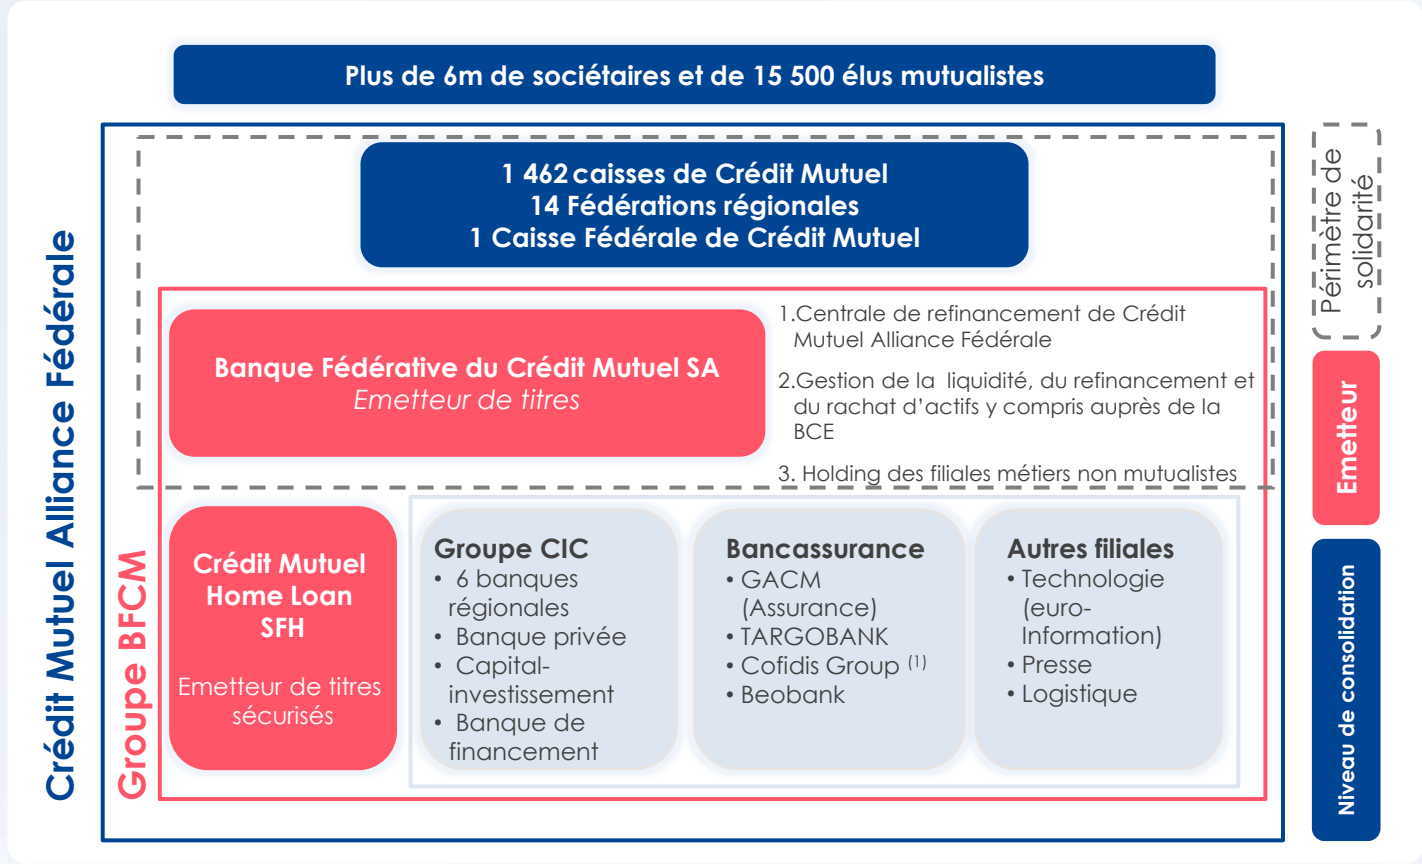 Plus de 6m de sociétaires et de 15 500 élus mutualistes
Crédit Mutuel Alliance Fédérale
1 462 caisses de Crédit Mutuel
14 Fédérations régionales
1 Caisse Fédérale de Crédit Mutuel
Périmètre de
solidarité
Groupe BFCM
Banque Fédérative du Crédit Mutuel SA
Emetteur de titres
1.Centrale de refinancement de Crédit
Mutuel Alliance Fédérale
2.Gestion de la liquidité, du refinancement et
du rachat d’actifs y compris auprès de la
BCE
3. Holding des filiales métiers non mutualistes
Emetteur
Crédit Mutuel
Home Loan
SFH
Emetteur de titres
sécurisés
Groupe CIC
• 6 banques
régionales
• Banque privée
• Capital-
investissement
• Banque de
financement
Bancassurance
• GACM
(Assurance)
• TARGOBANK
• Cofidis Group (1)
• Beobank
Autres filiales
• Technologie
(euro-
Information)
• Presse
• Logistique
Niveau de consolidation